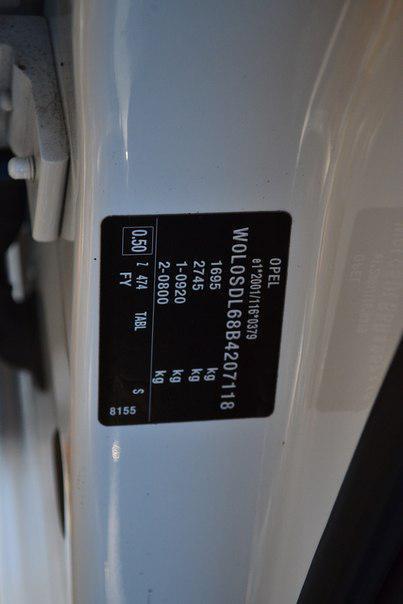 OPEL
e1*2001/116*0379
W0L0SDL68B4207118
1695 kg
2745 kg
1-0920 kg
2-0800 kg
0.50 Z 474 TABL S
FY
8155